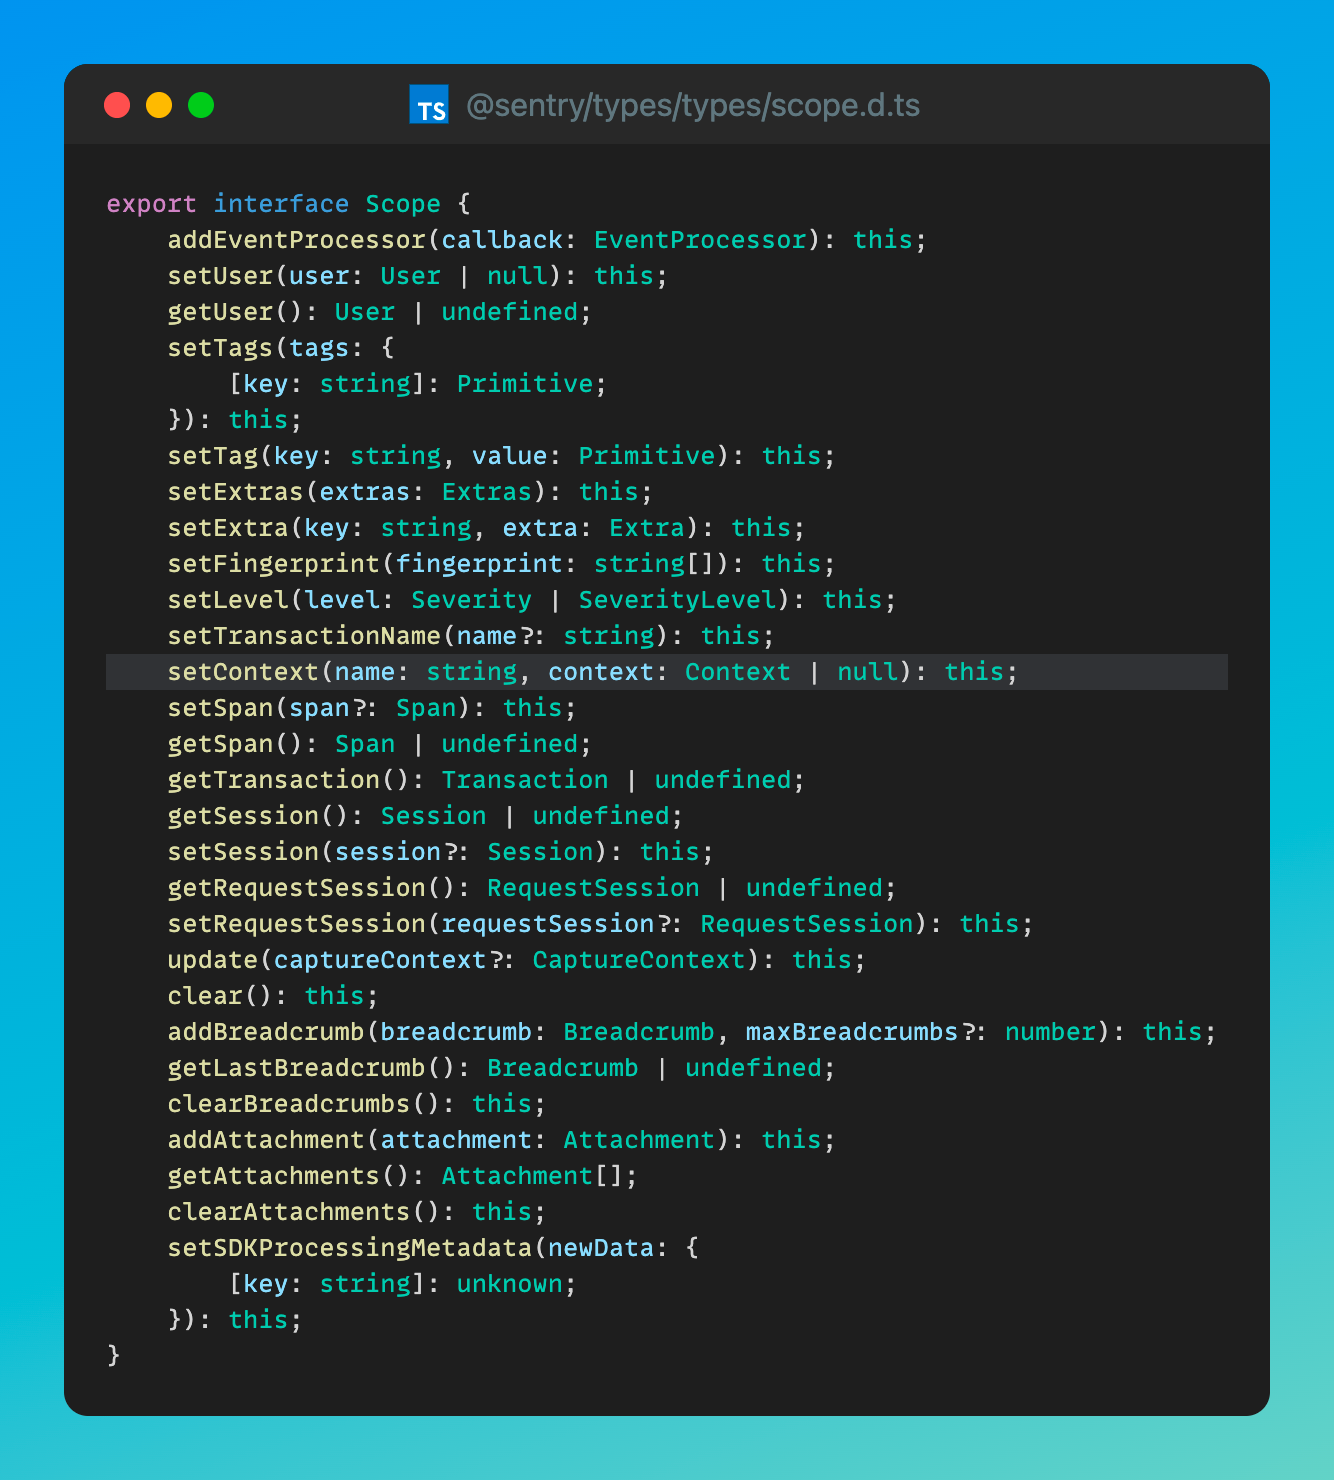 TS @sentry/types/types/scope.d.ts
export interface Scope {
    addEventProcessor(callback: EventProcessor): this;
    setUser(user: User | null): this;
    getUser(): User | undefined;
    setTags(tags: {
        [key: string]: Primitive;
    }): this;
    setTag(key: string, value: Primitive): this;
    setExtras(extras: Extras): this;
    setExtra(key: string, extra: Extra): this;
    setFingerprint(fingerprint: string[]): this;
    setLevel(level: Severity | SeverityLevel): this;
    setTransactionName(name?: string): this;
    setContext(name: string, context: Context | null): this;
    setSpan(span?: Span): this;
    getSpan(): Span | undefined;
    getTransaction(): Transaction | undefined;
    getSession(): Session | undefined;
    setSession(session?: Session): this;
    getRequestSession(): RequestSession | undefined;
    setRequestSession(requestSession?: RequestSession): this;
    update(captureContext?: CaptureContext): this;
    clear(): this;
    addBreadcrumb(breadcrumb: Breadcrumb, maxBreadcrumbs?: number): this;
    getLastBreadcrumb(): Breadcrumb | undefined;
    clearBreadcrumbs(): this;
    addAttachment(attachment: Attachment): this;
    getAttachments(): Attachment[];
    clearAttachments(): this;
    setSDKProcessingMetadata(newData: {
        [key: string]: unknown;
    }): this;
}